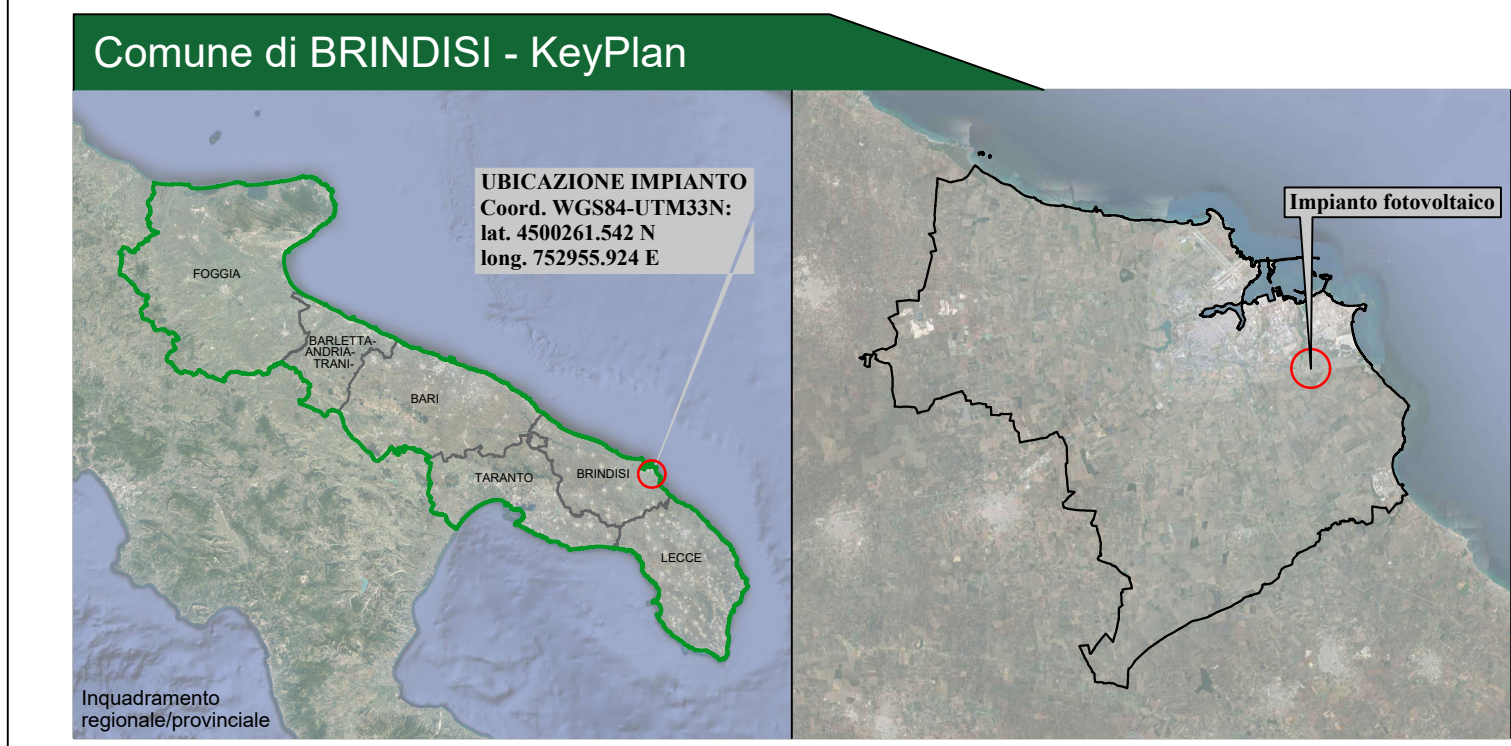 Comune di BRINDISI - KeyPlan
UBICAZIONE IMPIANTO
Coord. WGS84-UTM33N:
lat. 4500261.542 N
long. 752955.924 E
FOGGIA
BARLETTA-
ANDRIA-
TRANI-
BARI
TARANTO
BRINDISI
LECCE
Inquadramento
regionale/provinciale
Impianto fotovoltaico